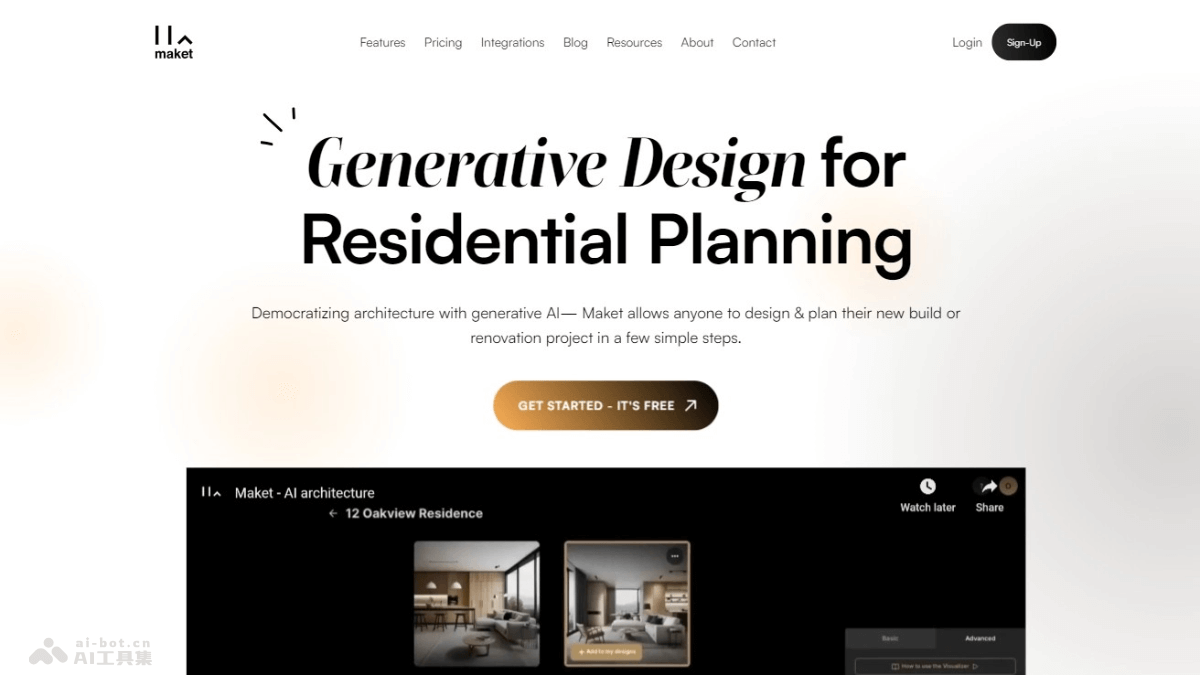 maket
Features Pricing Integrations Blog Resources About Contact
Login Sign-Up
Generative Design for
Residential Planning
Democratizing architecture with generative AI— Maket allows anyone to design & plan their new build or
renovation project in a few simple steps.
GET STARTED - IT'S FREE
Maket - AI architecture
Watch later Share
← 12 Oakview Residence
+ Add to my designs
Basic Advanced
How to use the Visualizer
ai-bot.cn
AI工具集